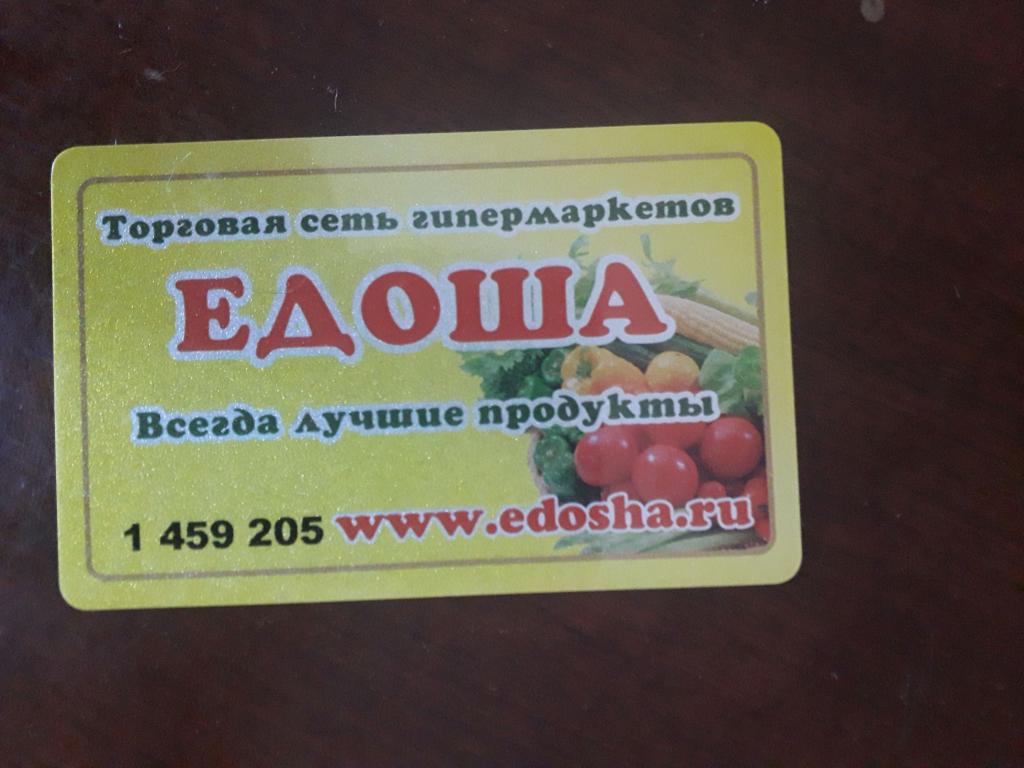 Торговая сеть гипермаркетов
ЕДОША
Всегда лучшие продукты
1 459 205 www.edosha.ru